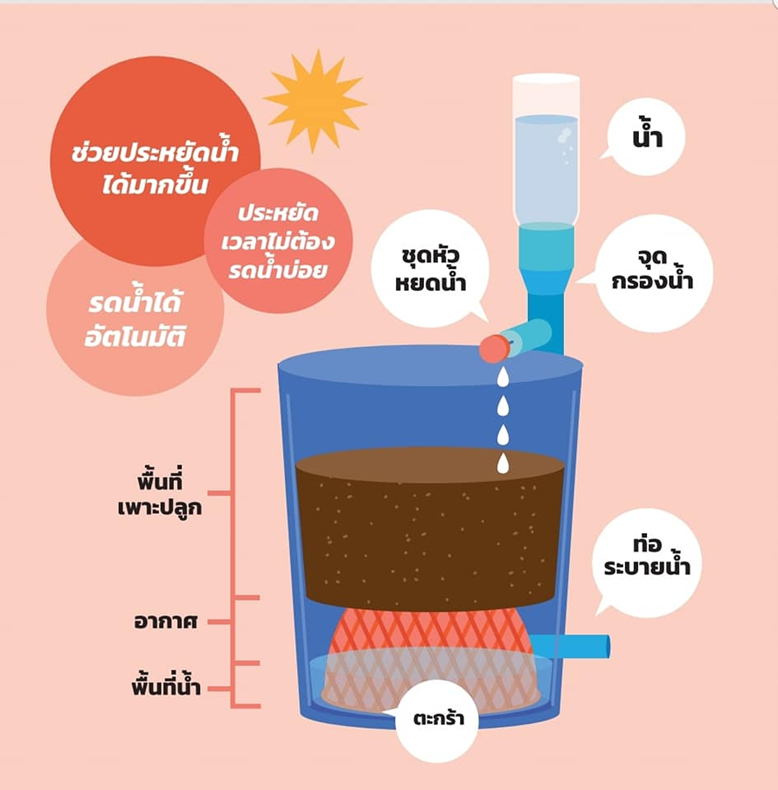 ช่วยประหยัดน้ำ
ได้มากขึ้น
ประหยัด
เวลาไม่ต้อง
รดน้ำบ่อย
รดน้ำได้
อัตโนมัติ
น้ำ
ชุดหัว
หยดน้ำ
จุด
กรองน้ำ
พื้นที่
เพาะปลูก
อากาศ
พื้นที่น้ำ
ท่อ
ระบายน้ำ
ตะกร้า